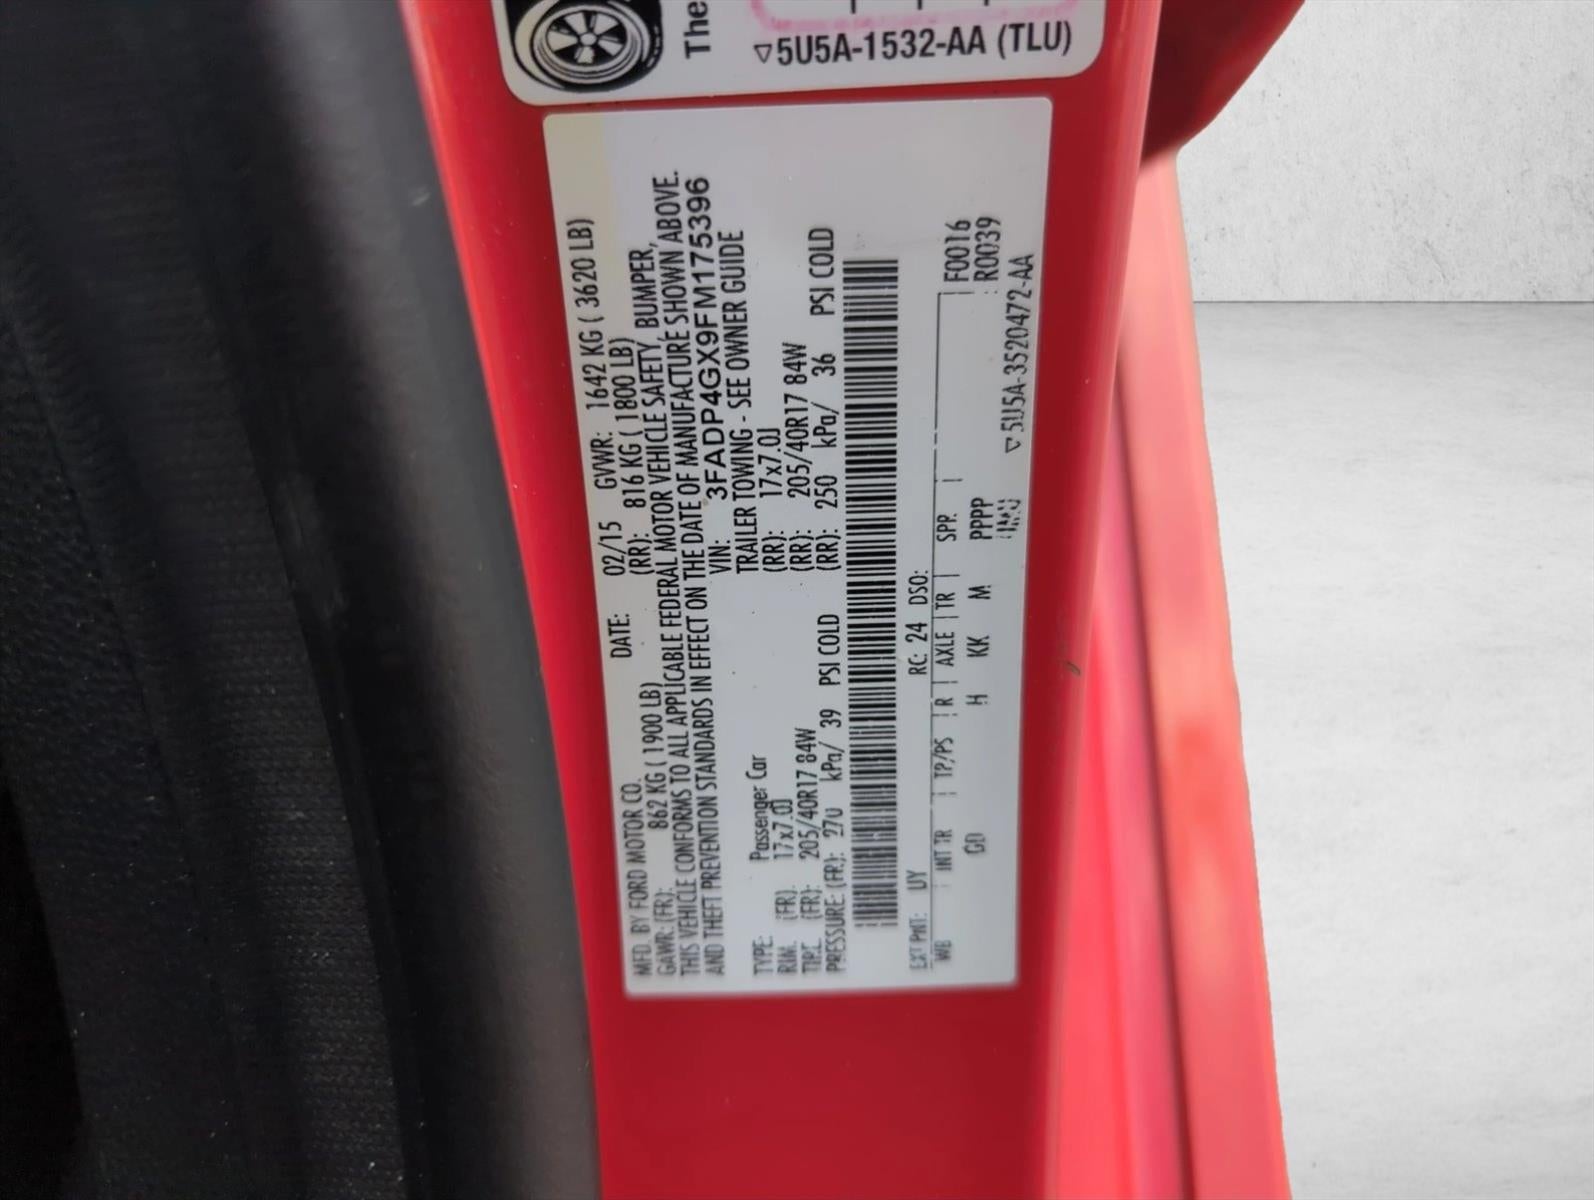 The
▽5U5A-1532-AA (TLU)
MFD. BY FORD MOTOR CO. DATE: 02/15 GVWR: 1642 KG ( 3620 LB)
GAWR: (FR): 862 KG ( 1900 LB) (RR): 816 KG ( 1800 LB)
THIS VEHICLE CONFORMS TO ALL APPLICABLE FEDERAL MOTOR VEHICLE SAFETY, BUMPER,
AND THEFT PREVENTION STANDARDS IN EFFECT ON THE DATE OF MANUFACTURE SHOWN ABOVE.
VIN: 3FADP4GX9FM175396
TYPE: Passenger Car TRAILER TOWING - SEE OWNER GUIDE
RIM. (FR). 17x7.0J (RR): 17x7.0J
(FR): 205/40R17 84W (RR): 205/40R17 84W
PRESSURE: (FR): 270 kPa/ 39 PSI COLD (RR): 250 kPa/ 36 PSI COLD
EXT PNT: UY RC: 24 DSO:
WB INT TR TP/PS R AXLE TR SPR F0016
GD H KK M PPPP R0039
▽5U5A-3520472-AA